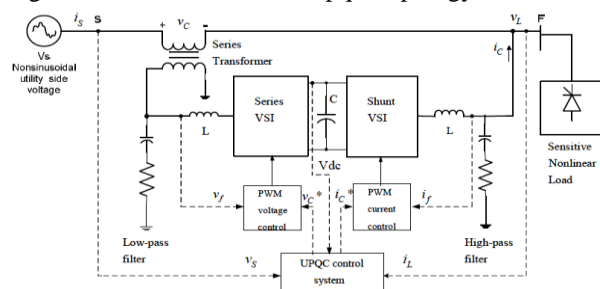 i_S
S
+
v_C
-
v_L
F
Series
Transformer
i_C
Vs
Nonsinusoidal
utility side
voltage
L
Series
VSI
C
Shunt
VSI
L
Vdc
Sensitive
Nonlinear
Load
v_f
PWM
voltage
control
v_C*
i_C*
PWM
current
control
i_f
Low-pass
filter
High-pass
filter
v_S
UPQC control
system
i_L